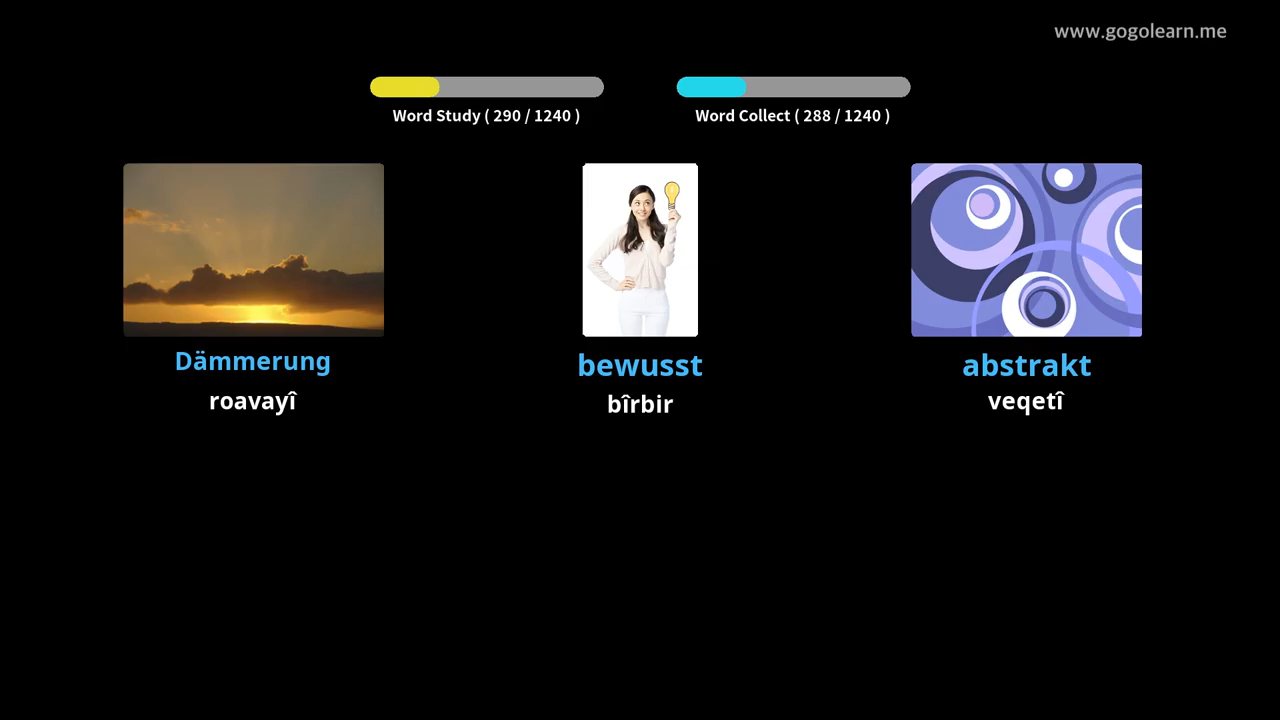 www.gogolearn.me
Word Study ( 290 / 1240 )
Word Collect ( 288 / 1240 )
Dämmerung
bewusst
abstrakt
roavayî
bîrbir
veqetî